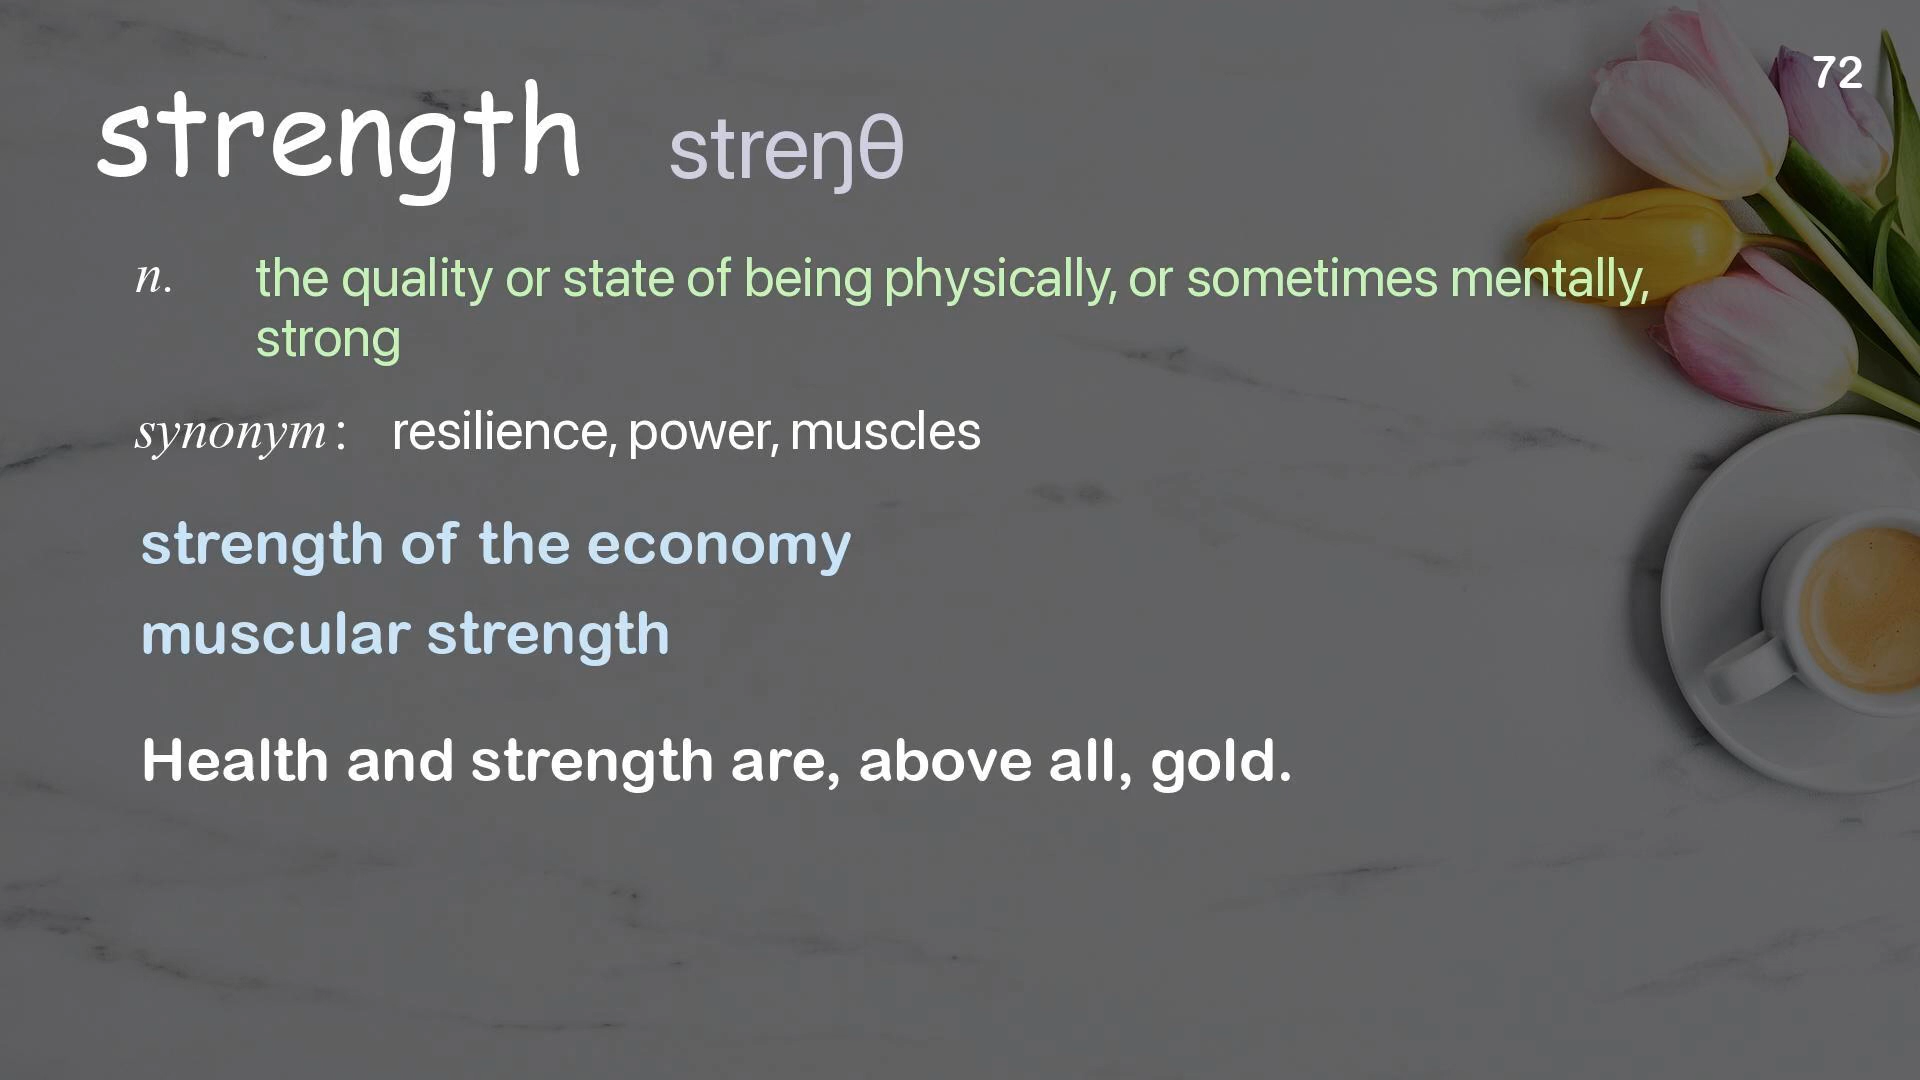 72
strength streŋθ
n. the quality or state of being physically, or sometimes mentally,
strong
synonym: resilience, power, muscles
strength of the economy
muscular strength
Health and strength are, above all, gold.